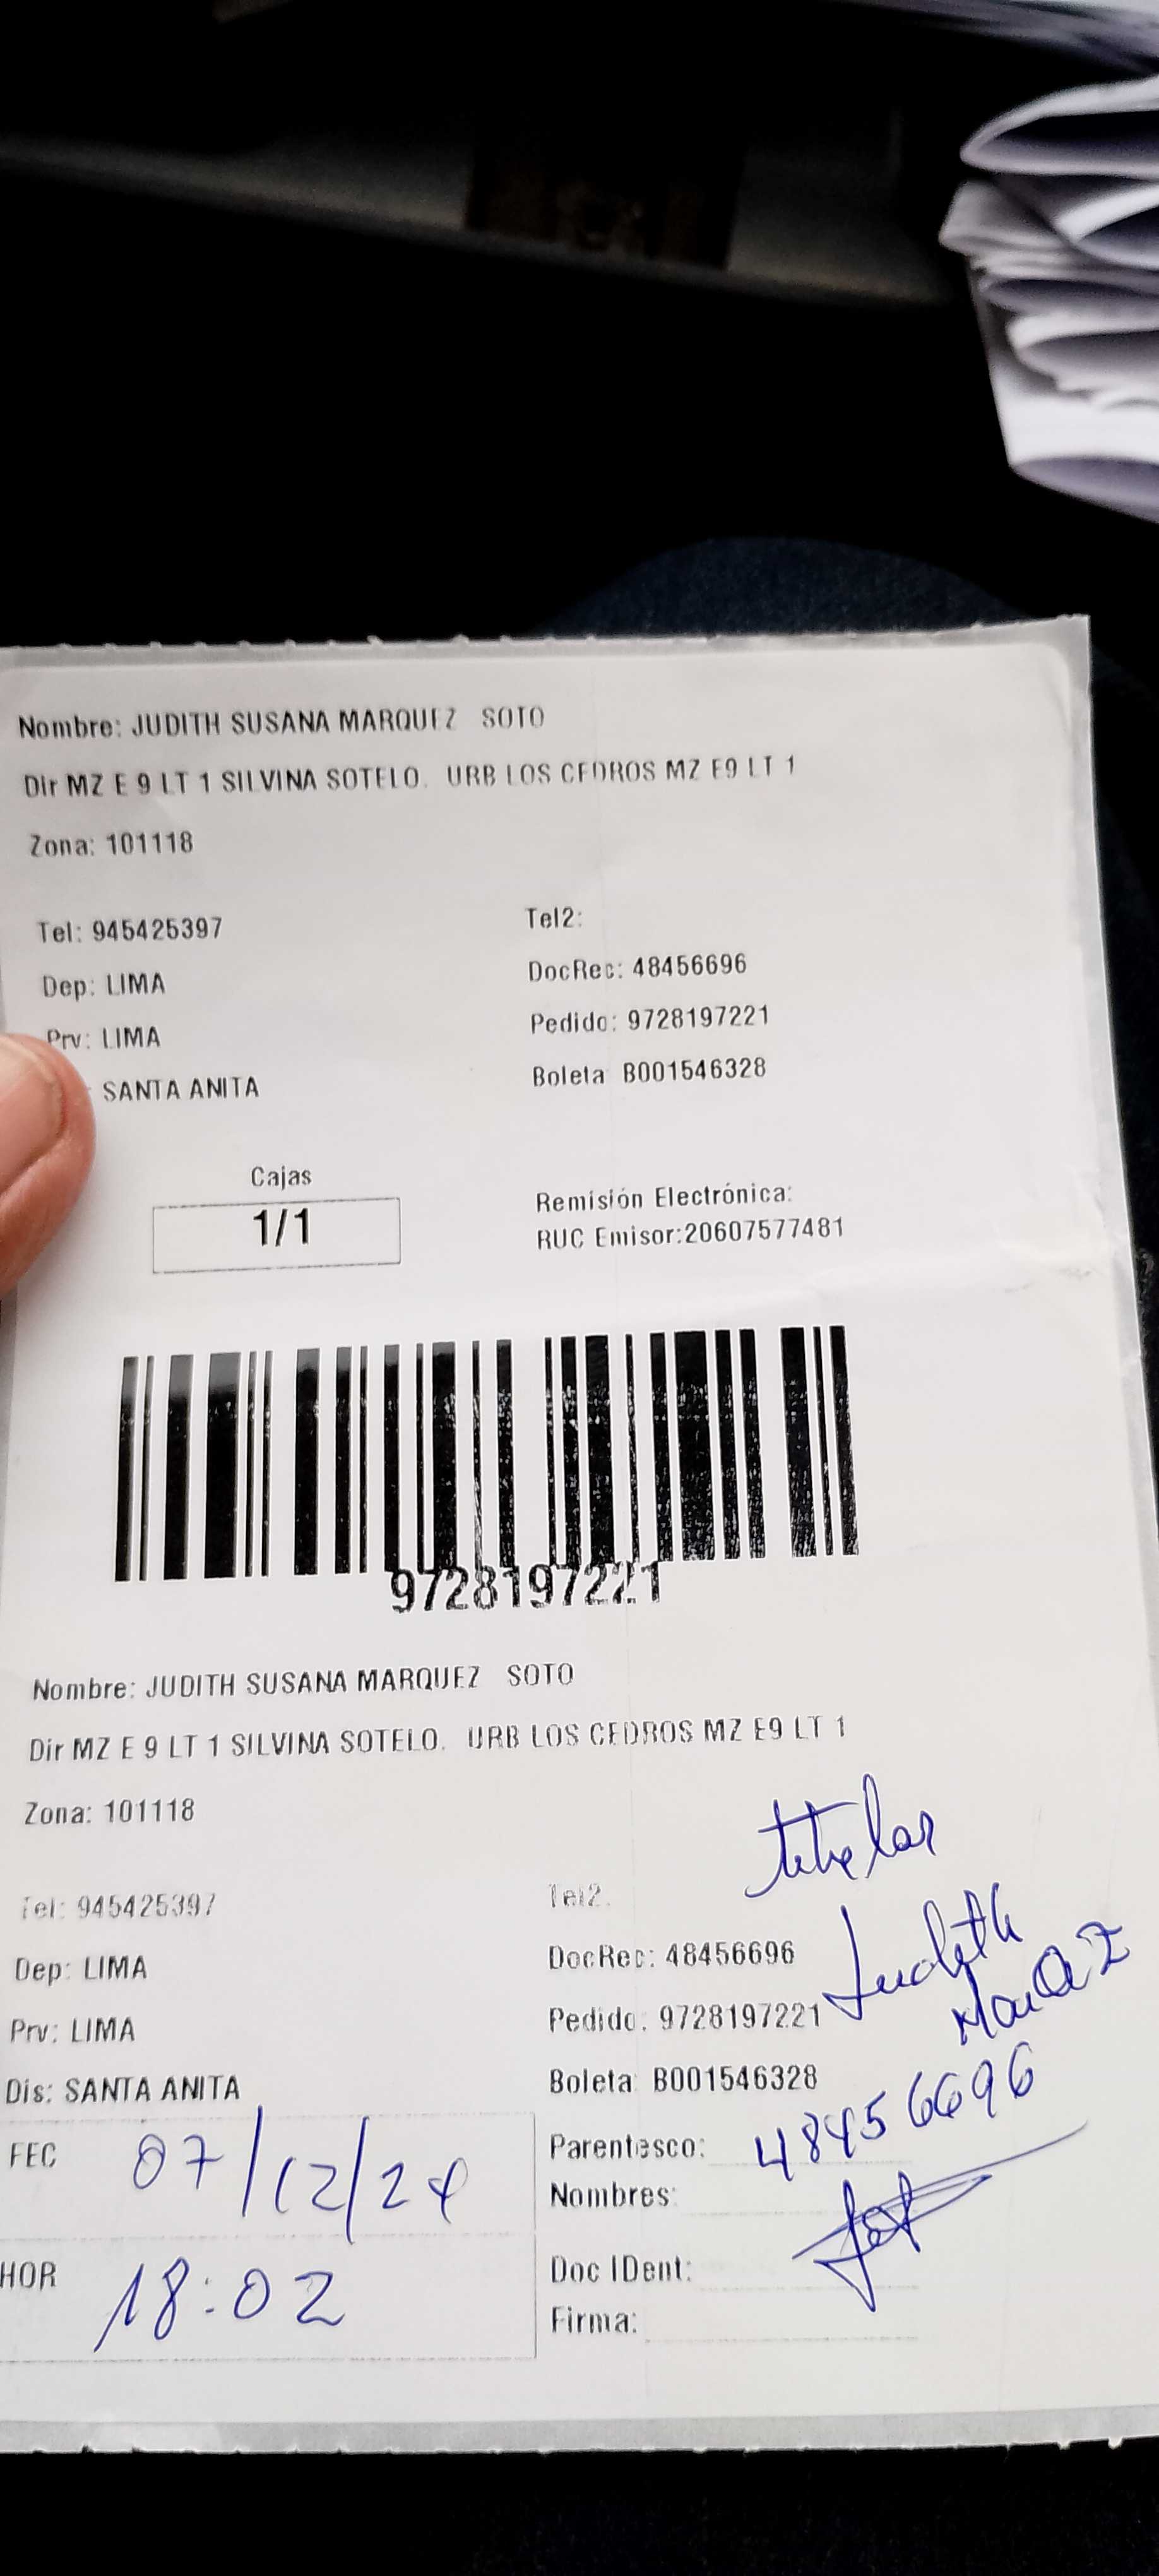 Nombre: JUDITH SUSANA MARQUEZ SOTO
Dir MZ E 9 LT 1 SILVINA SOTELO. URB LOS CEDROS MZ E9 LT 1
Zona: 101118
Tel: 945425397
Tel2:
Dep: LIMA
DocRec: 48456696
Prv: LIMA
Pedido: 9728197221
SANTA ANITA
Boleta B001546328
Cajas
1/1
Remisión Electrónica:
RUC Emisor:20607577481
9728197221
Nombre: JUDITH SUSANA MARQUEZ SOTO
Dir MZ E 9 LT 1 SILVINA SOTELO. URB LOS CEDROS MZ E9 LT 1
Zona: 101118
Tel: 945425397
Tel2:
Dep: LIMA
DocRec: 48456696
Prv: LIMA
Pedido: 9728197221
Dis: SANTA ANITA
Boleta: B001546328
titular
Judith
FEC 07/12/24
HOR 18:02
Parentesco: 48456696
Nombres:
Doc IDent:
Firma: